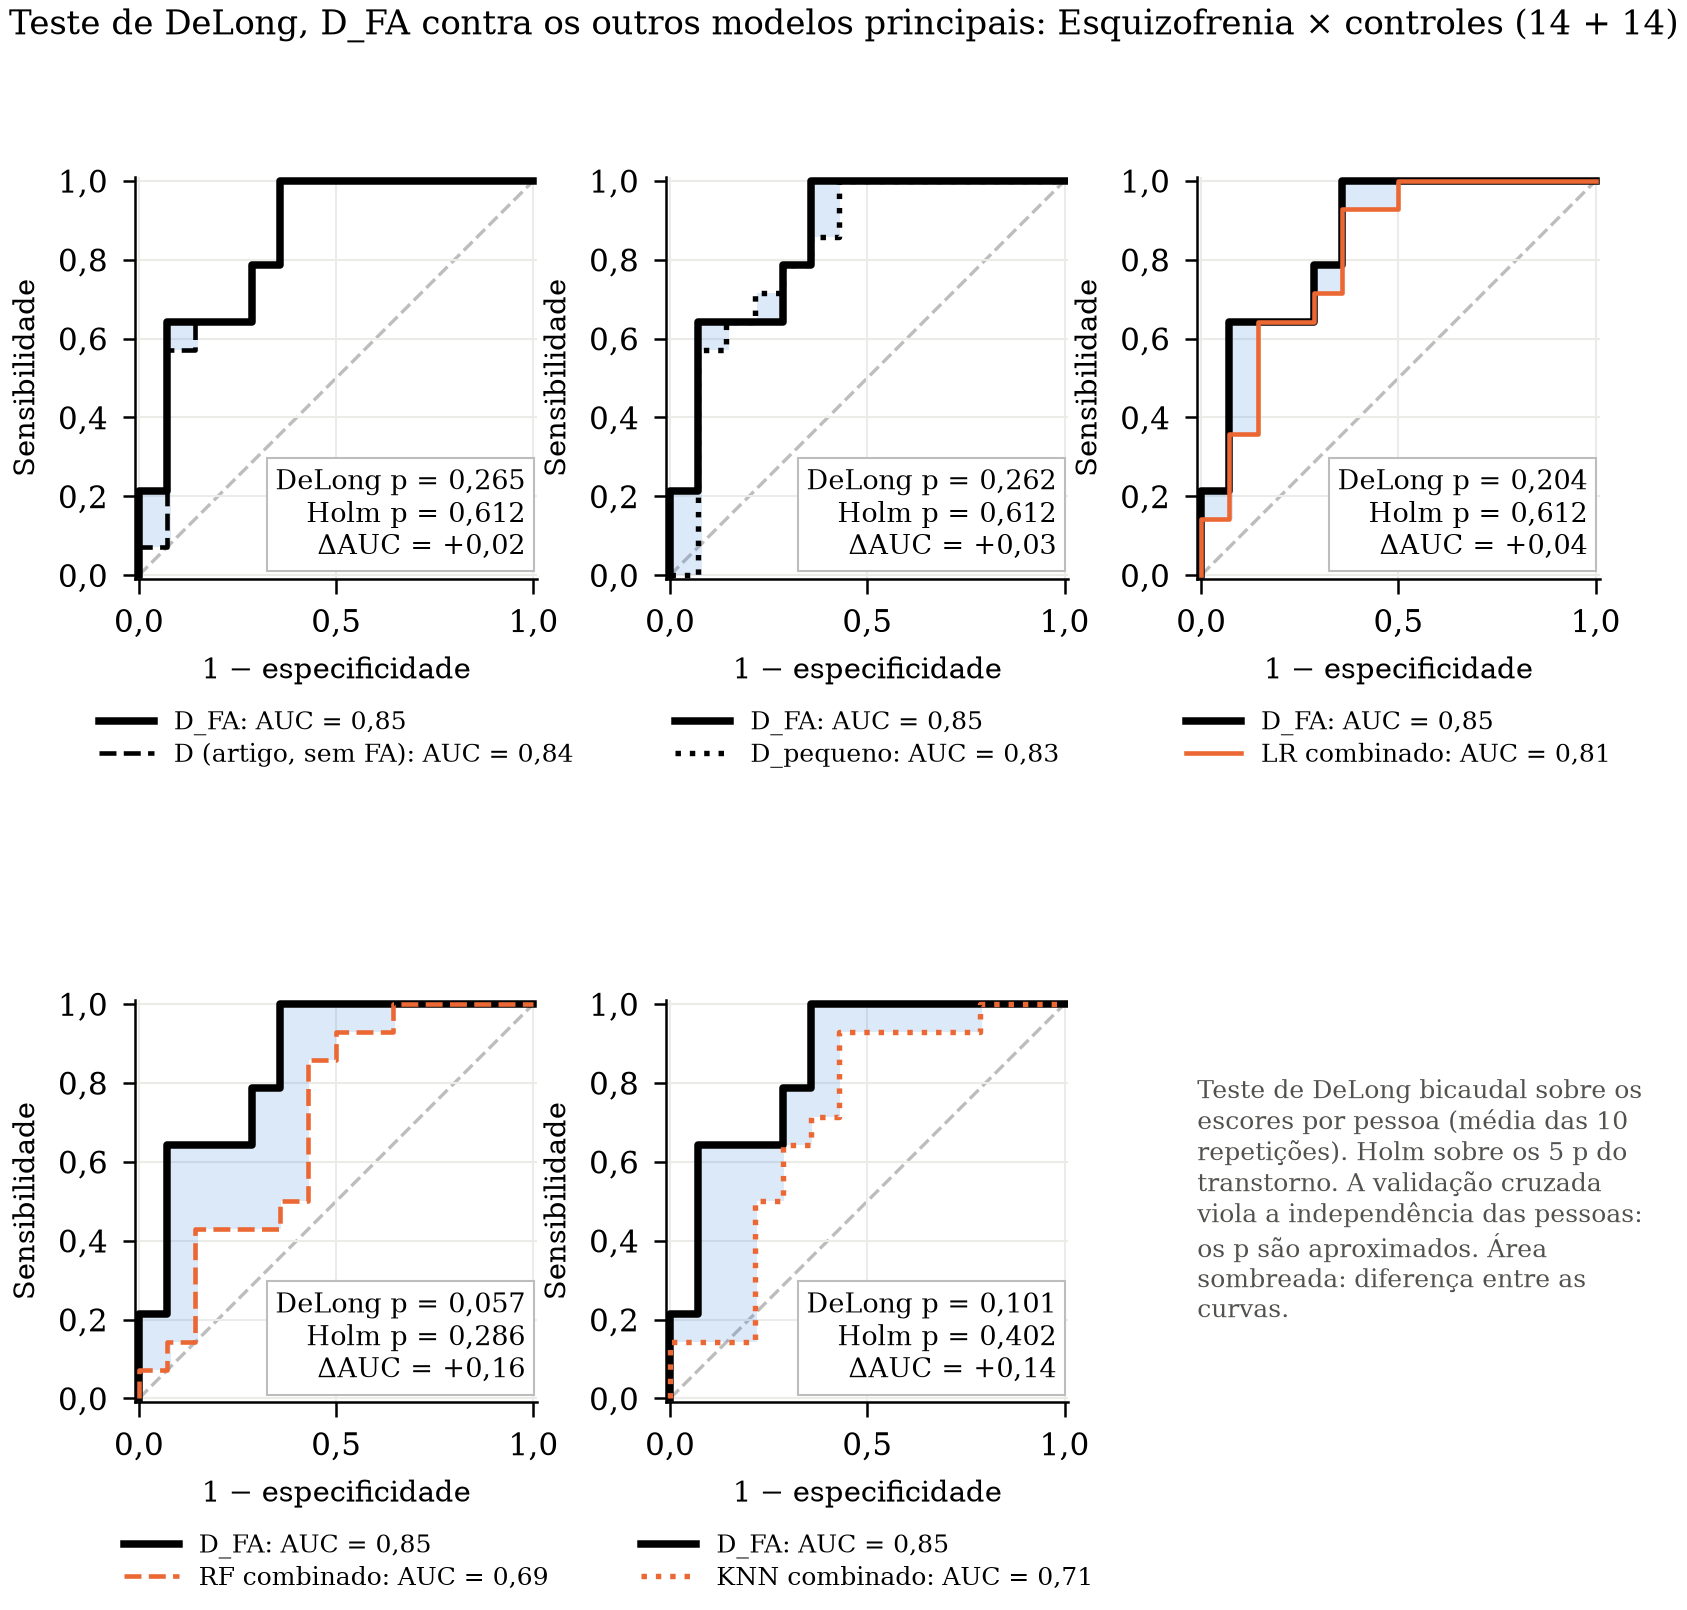 Teste de DeLong, D_FA contra os outros modelos principais: Esquizofrenia × controles (14 + 14)
Sensibilidade
1,0
0,8
0,6
0,4
0,2
0,0
DeLong p = 0,265
Holm p = 0,612
ΔAUC = +0,02
0,0 0,5 1,0
1 − especificidade
D_FA: AUC = 0,85
D (artigo, sem FA): AUC = 0,84
Sensibilidade
1,0
0,8
0,6
0,4
0,2
0,0
DeLong p = 0,262
Holm p = 0,612
ΔAUC = +0,03
0,0 0,5 1,0
1 − especificidade
D_FA: AUC = 0,85
D_pequeno: AUC = 0,83
Sensibilidade
1,0
0,8
0,6
0,4
0,2
0,0
DeLong p = 0,204
Holm p = 0,612
ΔAUC = +0,04
0,0 0,5 1,0
1 − especificidade
D_FA: AUC = 0,85
LR combinado: AUC = 0,81
Sensibilidade
1,0
0,8
0,6
0,4
0,2
0,0
DeLong p = 0,057
Holm p = 0,286
ΔAUC = +0,16
0,0 0,5 1,0
1 − especificidade
D_FA: AUC = 0,85
RF combinado: AUC = 0,69
Sensibilidade
1,0
0,8
0,6
0,4
0,2
0,0
DeLong p = 0,101
Holm p = 0,402
ΔAUC = +0,14
0,0 0,5 1,0
1 − especificidade
D_FA: AUC = 0,85
KNN combinado: AUC = 0,71
Teste de DeLong bicaudal sobre os
escores por pessoa (média das 10
repetições). Holm sobre os 5 p do
transtorno. A validação cruzada
viola a independência das pessoas:
os p são aproximados. Área
sombreada: diferença entre as
curvas.